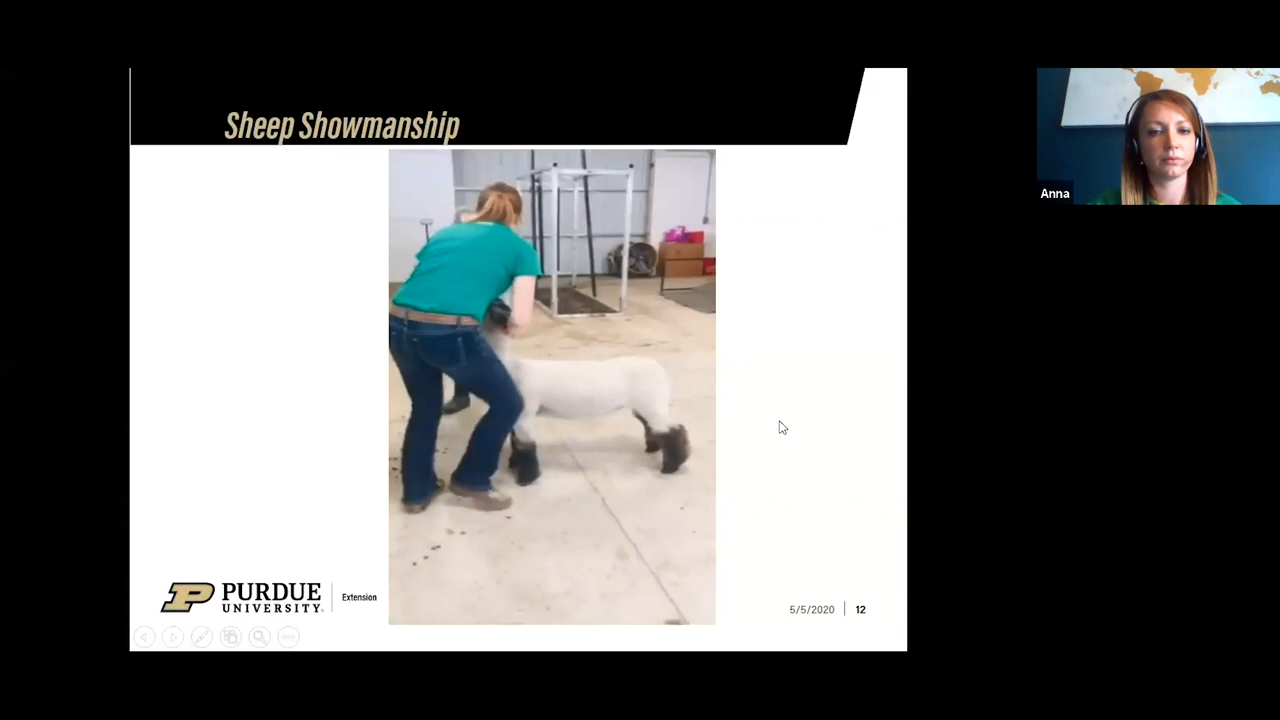 Sheep Showmanship
Anna
PURDUE
UNIVERSITY
Extension
5/5/2020
12